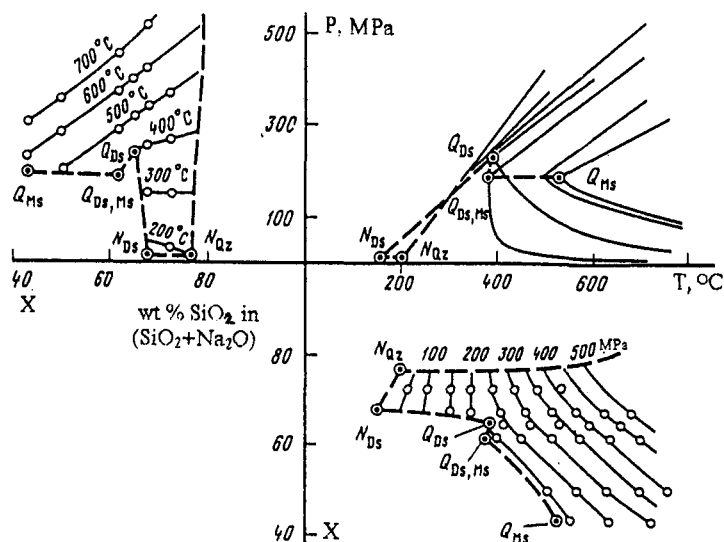 500
P, MPa
700°C
600°C
500°C
400°C
300
Q_Ds
Q_Ds
300°C
Q_Ms
Q_Ds,Ms
Q_Ms
Q_Ds,Ms
100
N_Ds
200°C
N_Qz
N_Ds
N_Qz
40
60
80
200
400
600
T, °C
X
wt % SiO2 in
(SiO2+Na2O)
80
N_Qz
100
200
300
400
500 MPa
N_Ds
60
Q_Ds
Q_Ds,Ms
Q_Ms
40
X